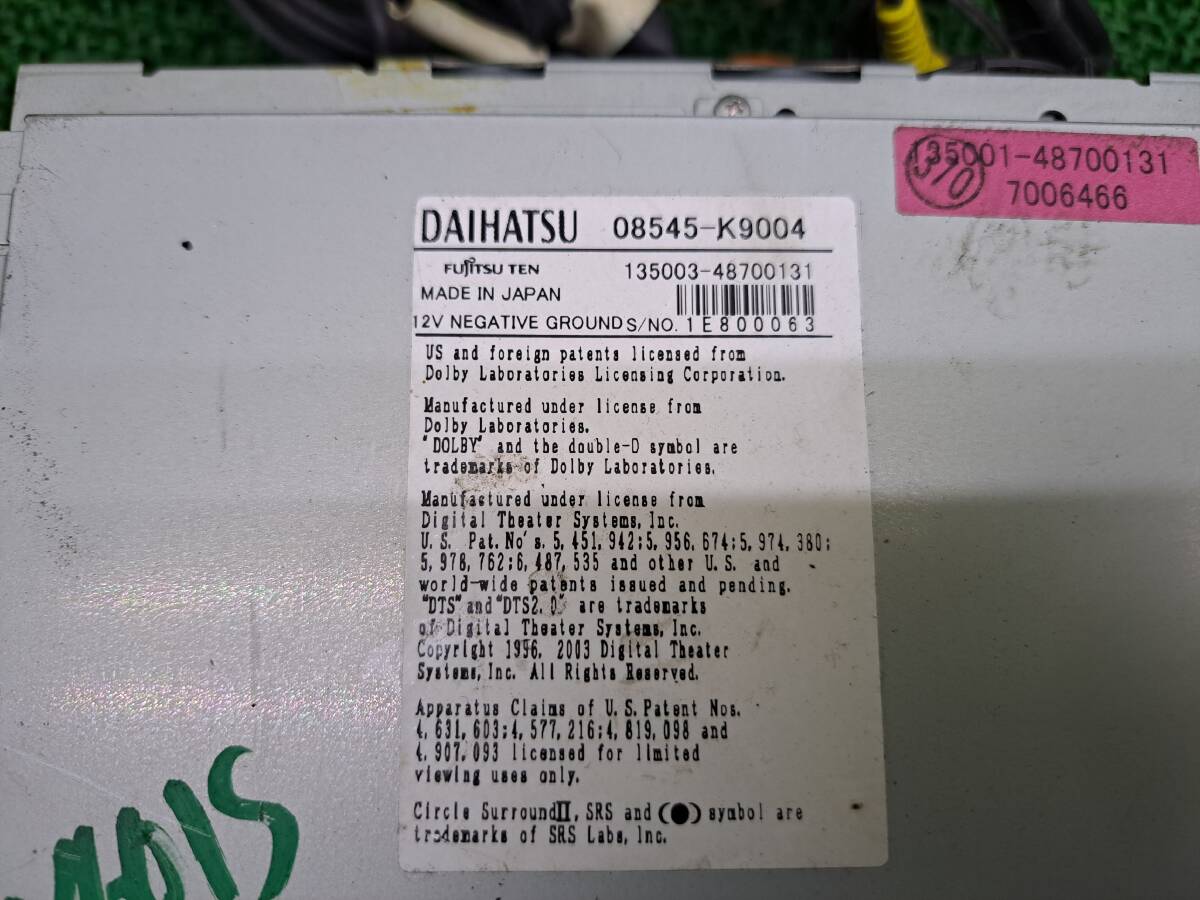 135001-48700131
310
7006466
DAIHATSU 08545-K9004
FUJITSU TEN 135003-48700131
MADE IN JAPAN
12V NEGATIVE GROUND S/NO. 1E800063
US and foreign patents licensed from
Dolby Laboratories Licensing Corporation.
Manufactured under license from
Dolby Laboratories.
"DOLBY" and the double-D symbol are
trademarks of Dolby Laboratories.
Manufactured under license from
Digital Theater Systems, Inc.
U.S. Pat.No's.5,451,942;5,956,674;5,974,380;
5,978,762;6,487,535 and other U.S. and
world-wide patents issued and pending.
"DTS" and "DTS2.0" are trademarks
of Digital Theater Systems, Inc.
Copyright 1996, 2003 Digital Theater
Systems, Inc. All Rights Reserved.
Apparatus Claims of U.S.Patent Nos.
4,631,603;4,577,216;4,819,098 and
4,907,093 licensed for limited
viewing uses only.
Circle SurroundII, SRS and (●) symbol are
trademarks of SRS Labs, Inc.